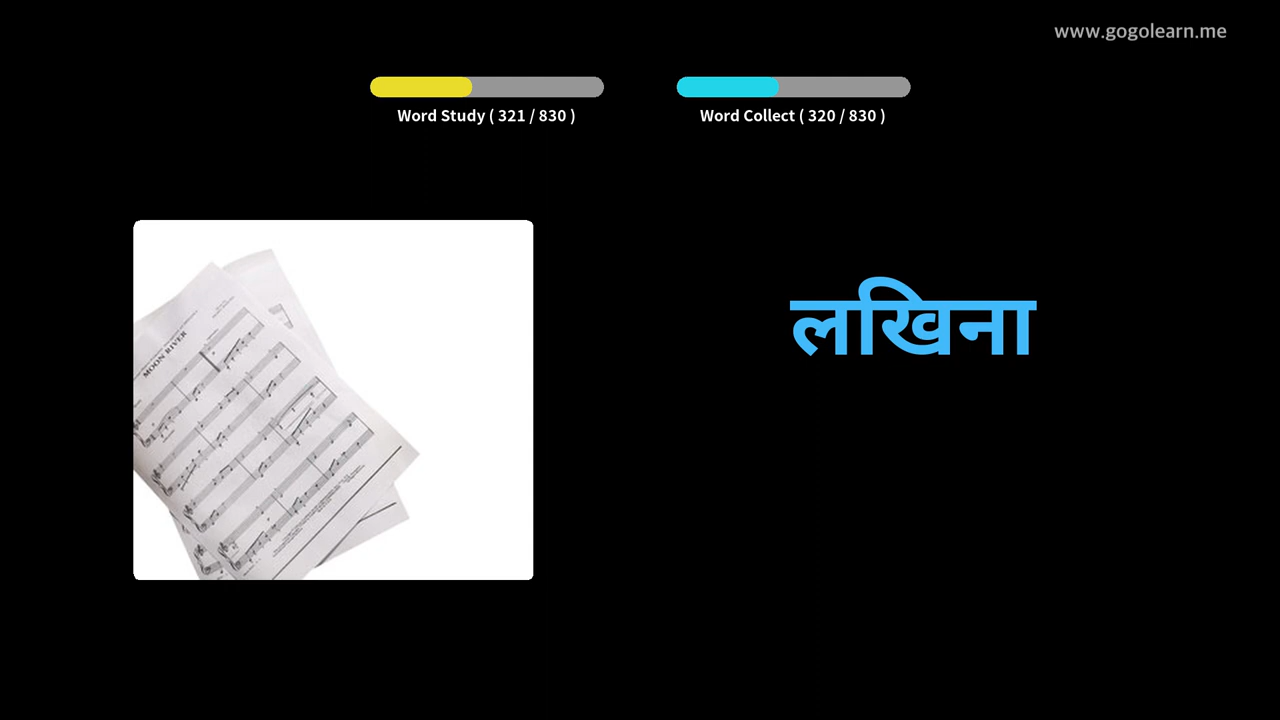 www.gogolearn.me
Word Study ( 321 / 830 )
Word Collect ( 320 / 830 )
MOON RIVER
लखिना